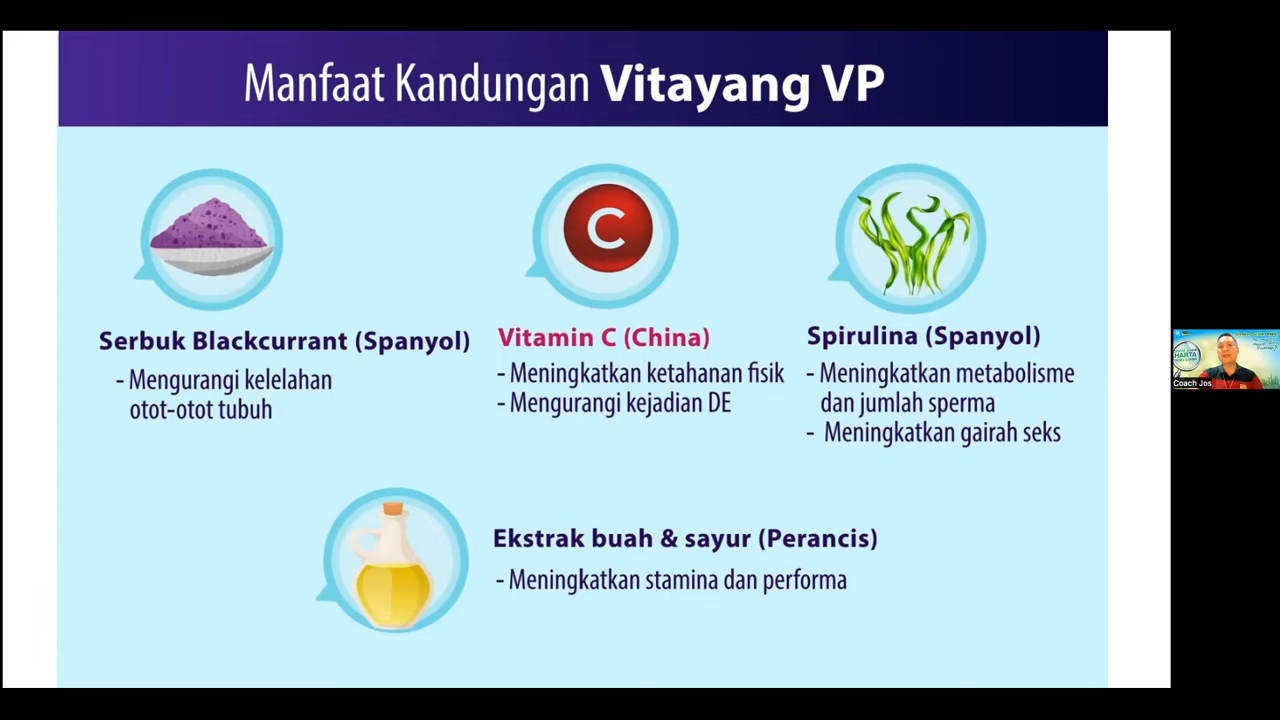 Manfaat Kandungan Vitayang VP
C
Serbuk Blackcurrant (Spanyol)
- Mengurangi kelelahan
otot-otot tubuh
Vitamin C (China)
- Meningkatkan ketahanan fisik
- Mengurangi kejadian DE
Spirulina (Spanyol)
- Meningkatkan metabolisme
dan jumlah sperma
- Meningkatkan gairah seks
Ekstrak buah & sayur (Perancis)
- Meningkatkan stamina dan performa
HARTA
Coach Jos